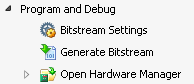 Program and Debug
Bitstream Settings
Generate Bitstream
Open Hardware Manager